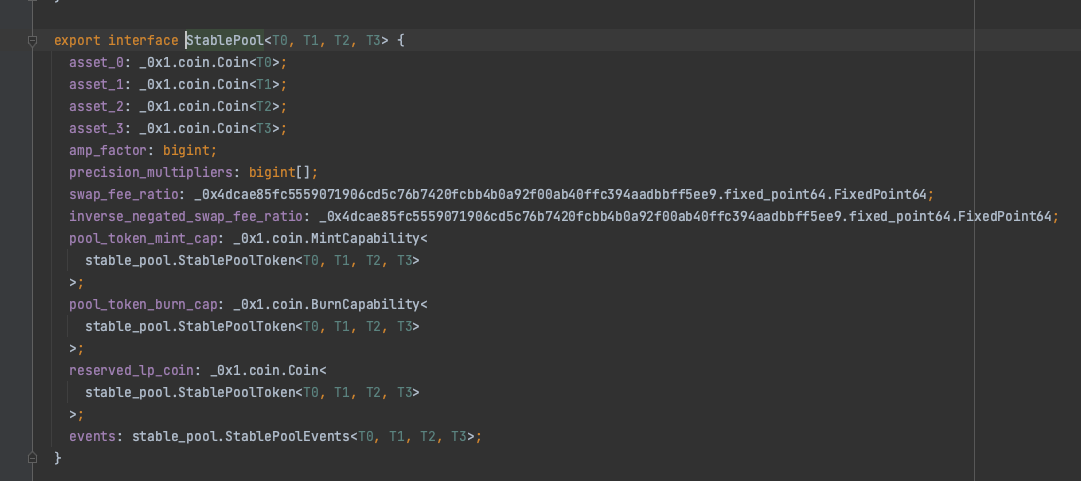 }
export interface StablePool<T0, T1, T2, T3> {
asset_0: _0x1.coin.Coin<T0>;
asset_1: _0x1.coin.Coin<T1>;
asset_2: _0x1.coin.Coin<T2>;
asset_3: _0x1.coin.Coin<T3>;
amp_factor: bigint;
precision_multipliers: bigint[];
swap_fee_ratio: _0x4dcae85fc5559071906cd5c76b7420fcbb4b0a92f00ab40ffc394aadbbff5ee9.fixed_point64.FixedPoint64;
inverse_negated_swap_fee_ratio: _0x4dcae85fc5559071906cd5c76b7420fcbb4b0a92f00ab40ffc394aadbbff5ee9.fixed_point64.FixedPoint64;
pool_token_mint_cap: _0x1.coin.MintCapability<
stable_pool.StablePoolToken<T0, T1, T2, T3>
>;
pool_token_burn_cap: _0x1.coin.BurnCapability<
stable_pool.StablePoolToken<T0, T1, T2, T3>
>;
reserved_lp_coin: _0x1.coin.Coin<
stable_pool.StablePoolToken<T0, T1, T2, T3>
>;
events: stable_pool.StablePoolEvents<T0, T1, T2, T3>;
}